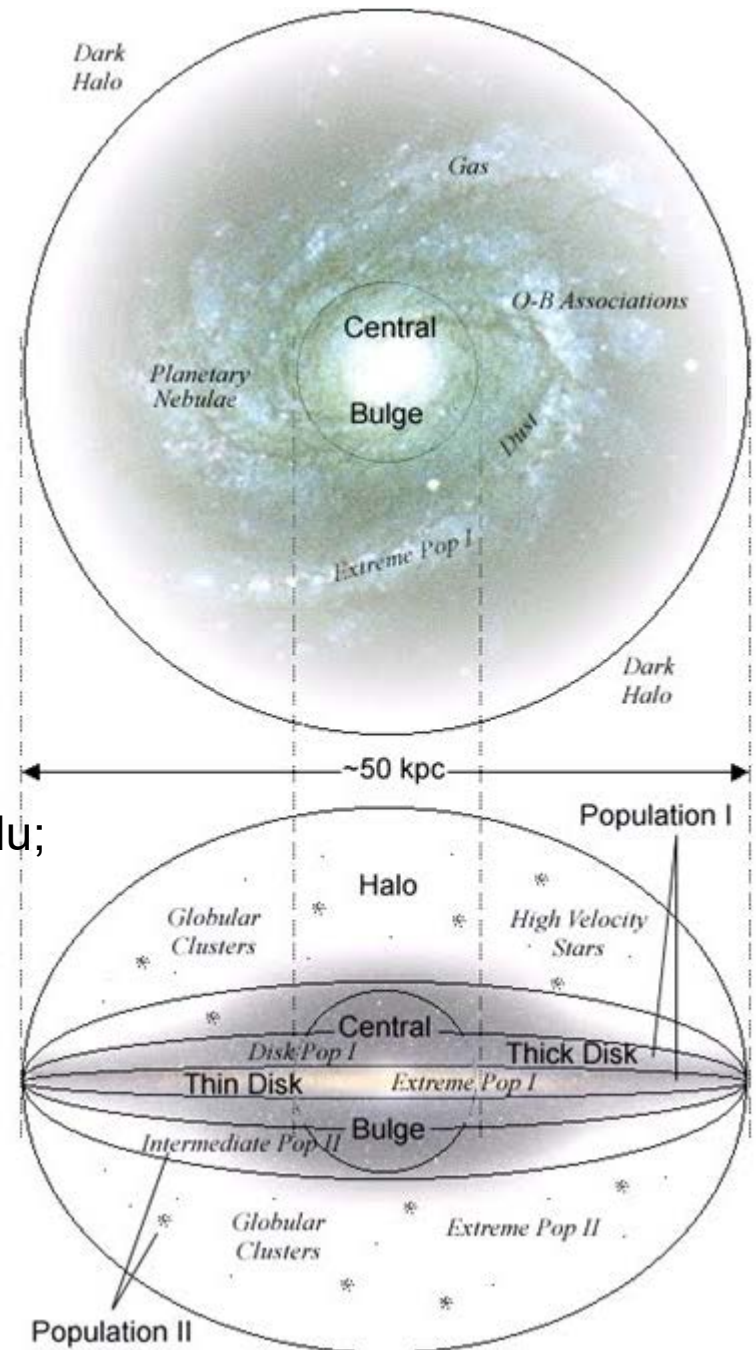 Dark
Halo
Gas
O-B Associations
Central
Bulge
Planetary
Nebulae
Dust
Extreme Pop I
Dark
Halo
~50 kpc
lu;
Population I
Halo
Globular
Clusters
High Velocity
Stars
Central
Disk Pop I
Thick Disk
Thin Disk
Extreme Pop I
Bulge
Intermediate Pop II
Globular
Clusters
Extreme Pop II
Population II